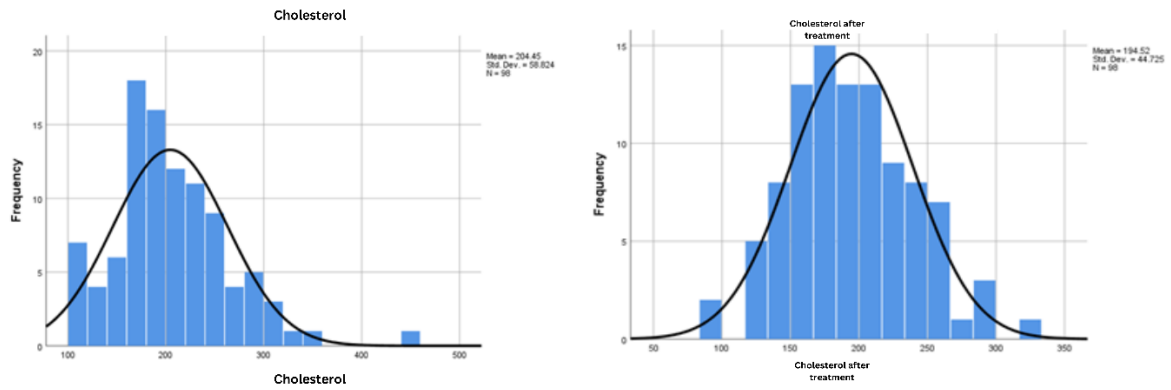 Cholesterol
Mean = 204.45
Std. Dev. = 58.824
N = 98
Frequency
20
15
10
5
0
100 200 300 400 500
Cholesterol
Cholesterol after
treatment
Mean = 194.52
Std. Dev. = 44.725
N = 98
Frequency
15
10
5
0
50 100 150 200 250 300 350
Cholesterol after
treatment